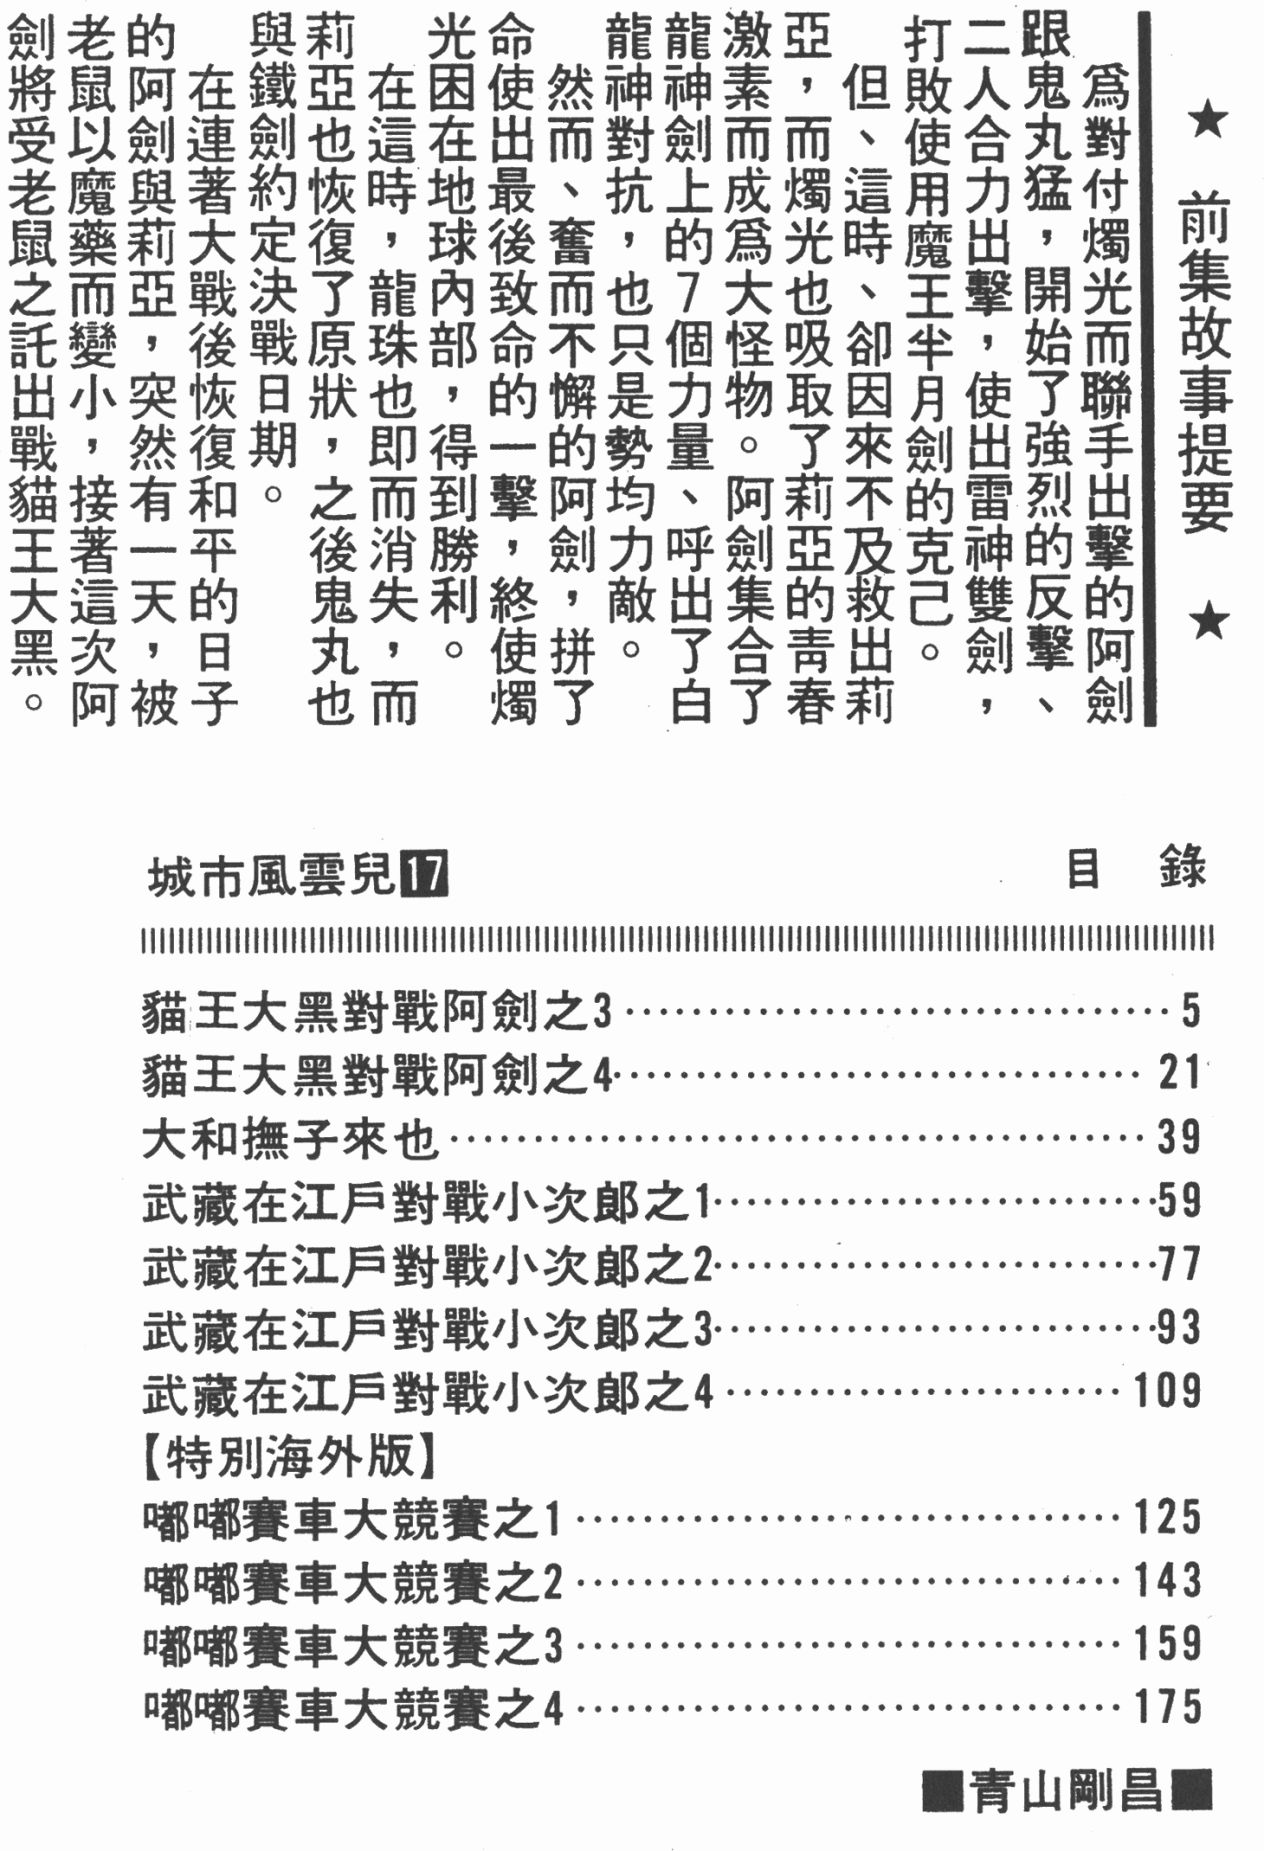 ★ 前集故事提要 ★
爲對付燭光而聯手出擊的阿劍
跟鬼丸猛，開始了強烈的反擊、
二人合力出擊，使出雷神雙劍，
打敗使用魔王半月劍的克己。
但、這時、卻因來不及救出莉
亞，而燭光也吸取了莉亞的青春
激素而成爲大怪物。阿劍集合了
龍神劍上的7個力量、呼出了白
龍神對抗，也只是勢均力敵。
然而、奮而不懈的阿劍，拼了
命使出最後致命的一擊，終使燭
光困在地球內部，得到勝利。
在這時，龍珠也即而消失，而
莉亞也恢復了原狀，之後鬼丸也
與鐵劍約定決戰日期。
在連著大戰後恢復和平的日子
的阿劍與莉亞，突然有一天，被
老鼠以魔藥而變小，接著這次阿
劍將受老鼠之託出戰貓王大黑。
城市風雲兒17 目 錄
貓王大黑對戰阿劍之3 5
貓王大黑對戰阿劍之4 21
大和撫子來也 39
武藏在江戶對戰小次郎之1 59
武藏在江戶對戰小次郎之2 77
武藏在江戶對戰小次郎之3 93
武藏在江戶對戰小次郎之4 109
【特別海外版】
嘟嘟賽車大競賽之1 125
嘟嘟賽車大競賽之2 143
嘟嘟賽車大競賽之3 159
嘟嘟賽車大競賽之4 175
■青山剛昌■